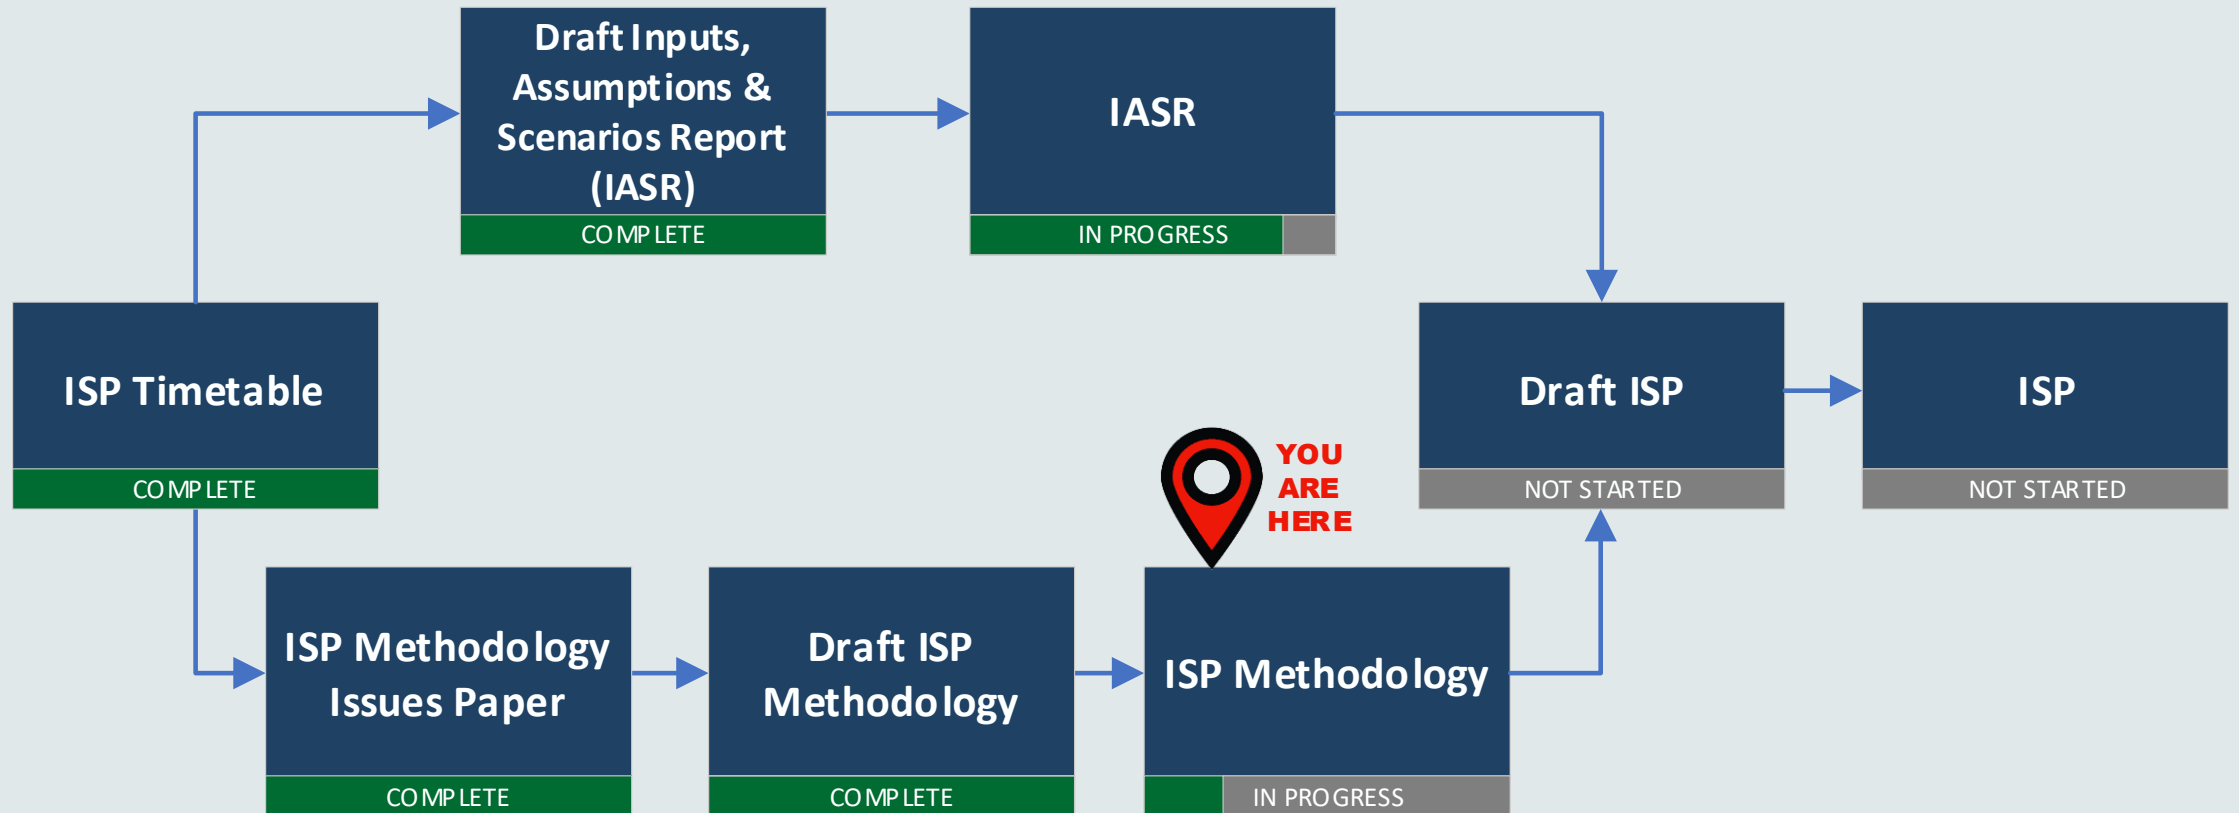 Draft Inputs,
Assumptions &
Scenarios Report
(IASR)
COMPLETE
IASR
IN PROGRESS
ISP Timetable
COMPLETE
Draft ISP
NOT STARTED
ISP
NOT STARTED
YOU
ARE
HERE
ISP Methodology
Issues Paper
COMPLETE
Draft ISP
Methodology
COMPLETE
ISP Methodology
IN PROGRESS